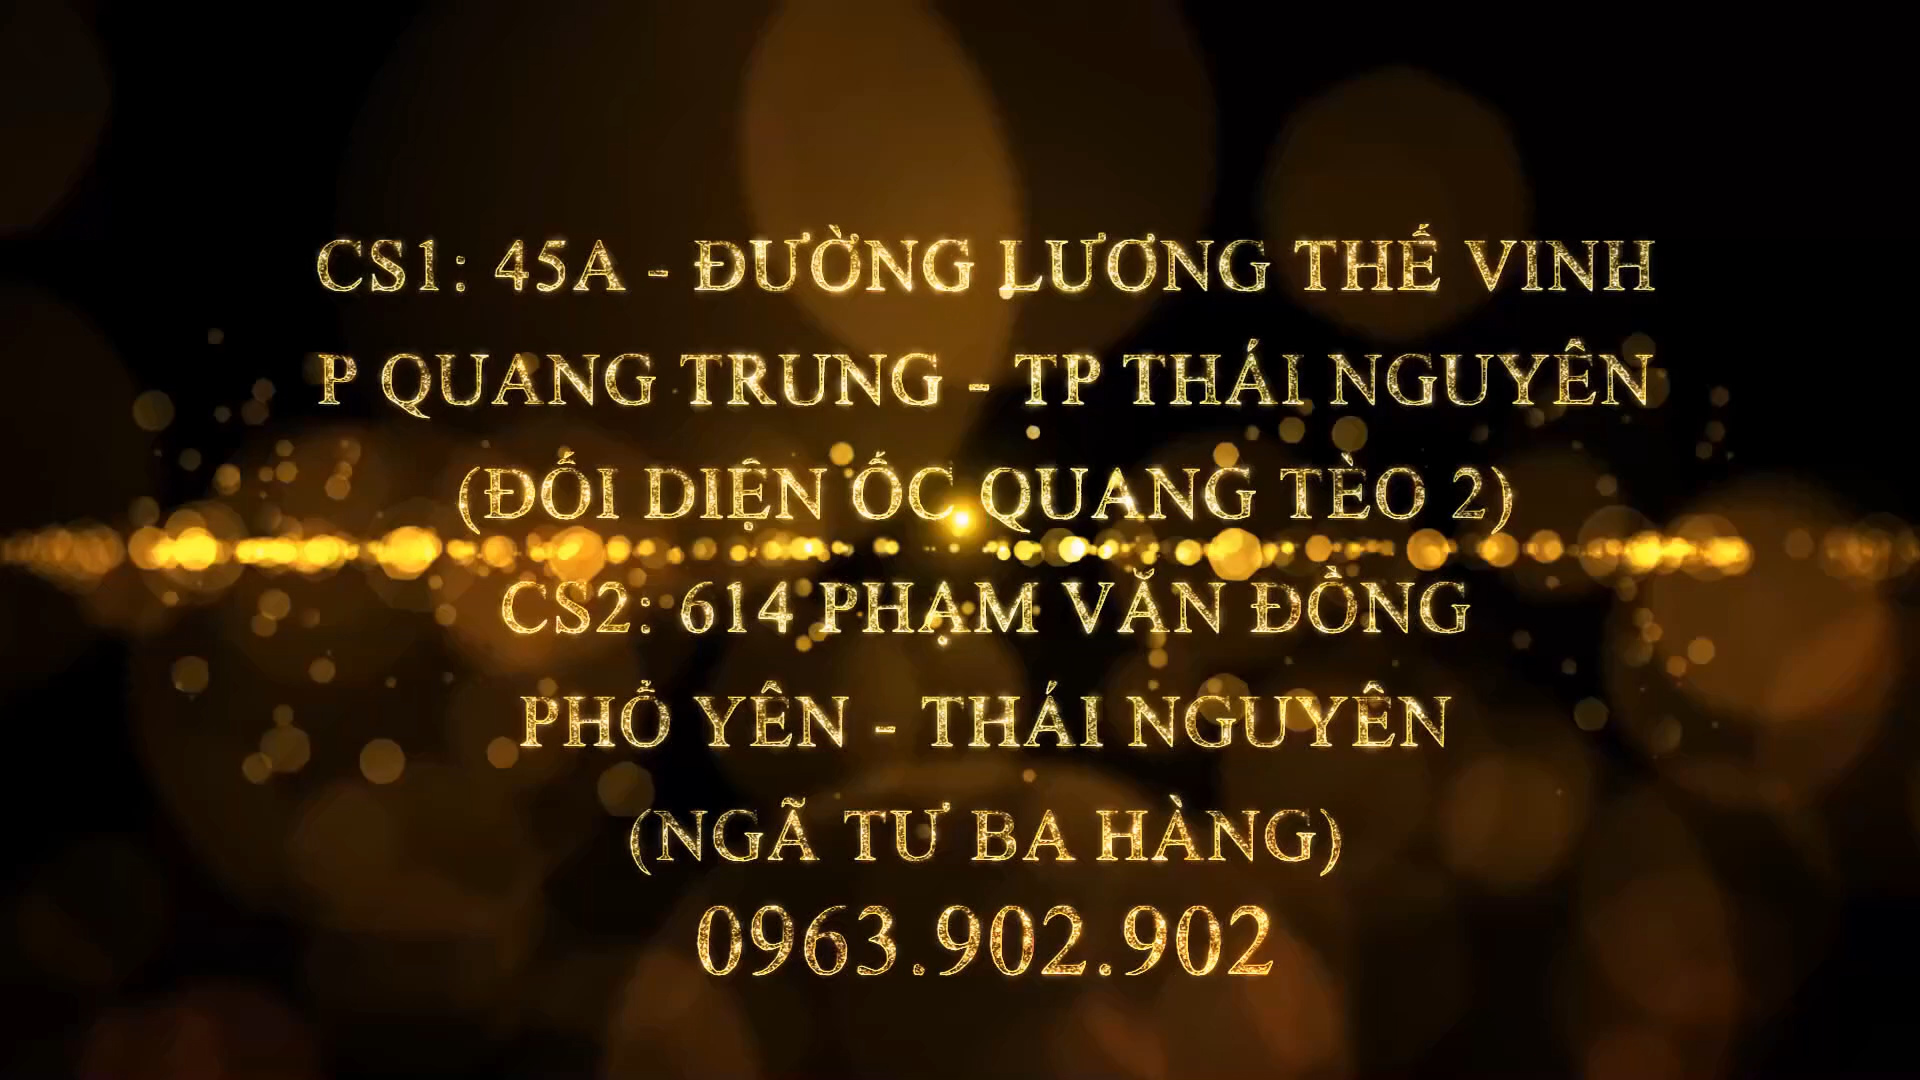 CS1: 45A - ĐƯỜNG LƯƠNG THẾ VINH
P QUANG TRUNG - TP THÁI NGUYÊN
(ĐỐI DIỆN ỐC QUANG TÈO 2)
CS2: 614 PHẠM VĂN ĐỒNG
PHỔ YÊN - THÁI NGUYÊN
(NGÃ TƯ BA HÀNG)
0963.902.902